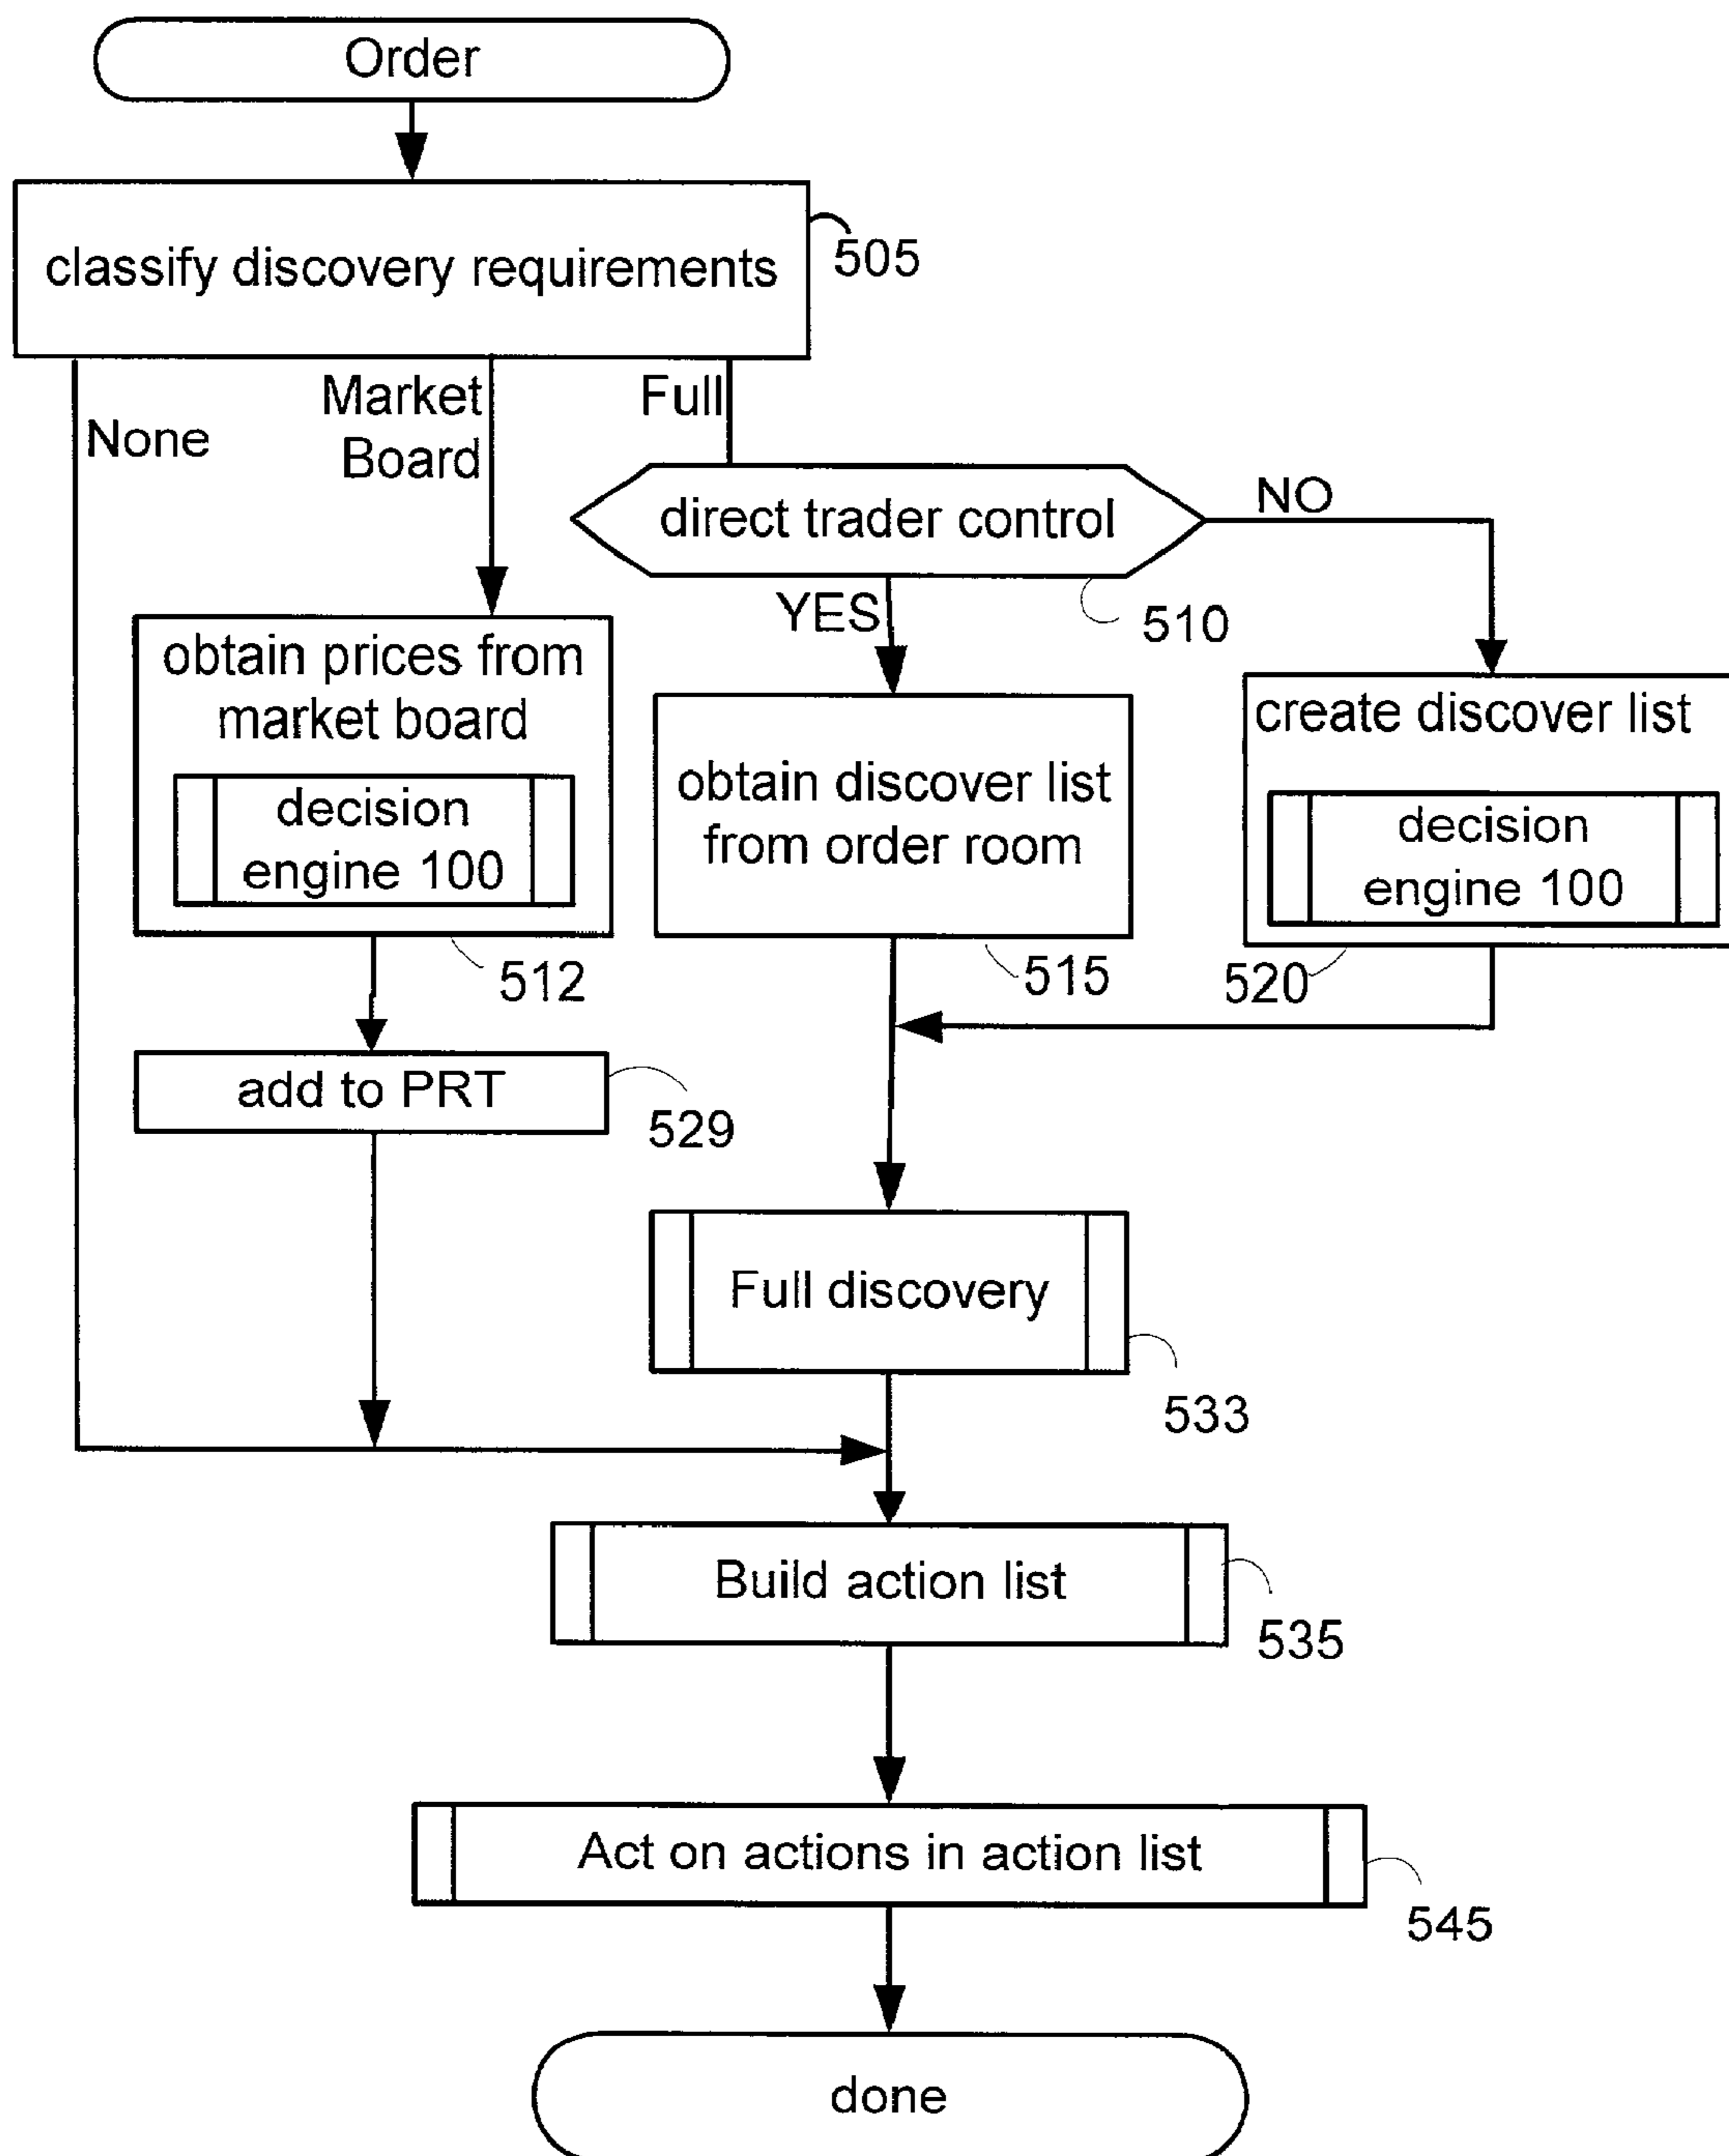 Order
classify discovery requirements
505
None
Market
Board
Full
direct trader control
NO
YES
510
obtain prices from
market board
decision
engine 100
512
obtain discover list
from order room
515
create discover list
decision
engine 100
520
add to PRT
529
Full discovery
533
Build action list
535
Act on actions in action list
545
done